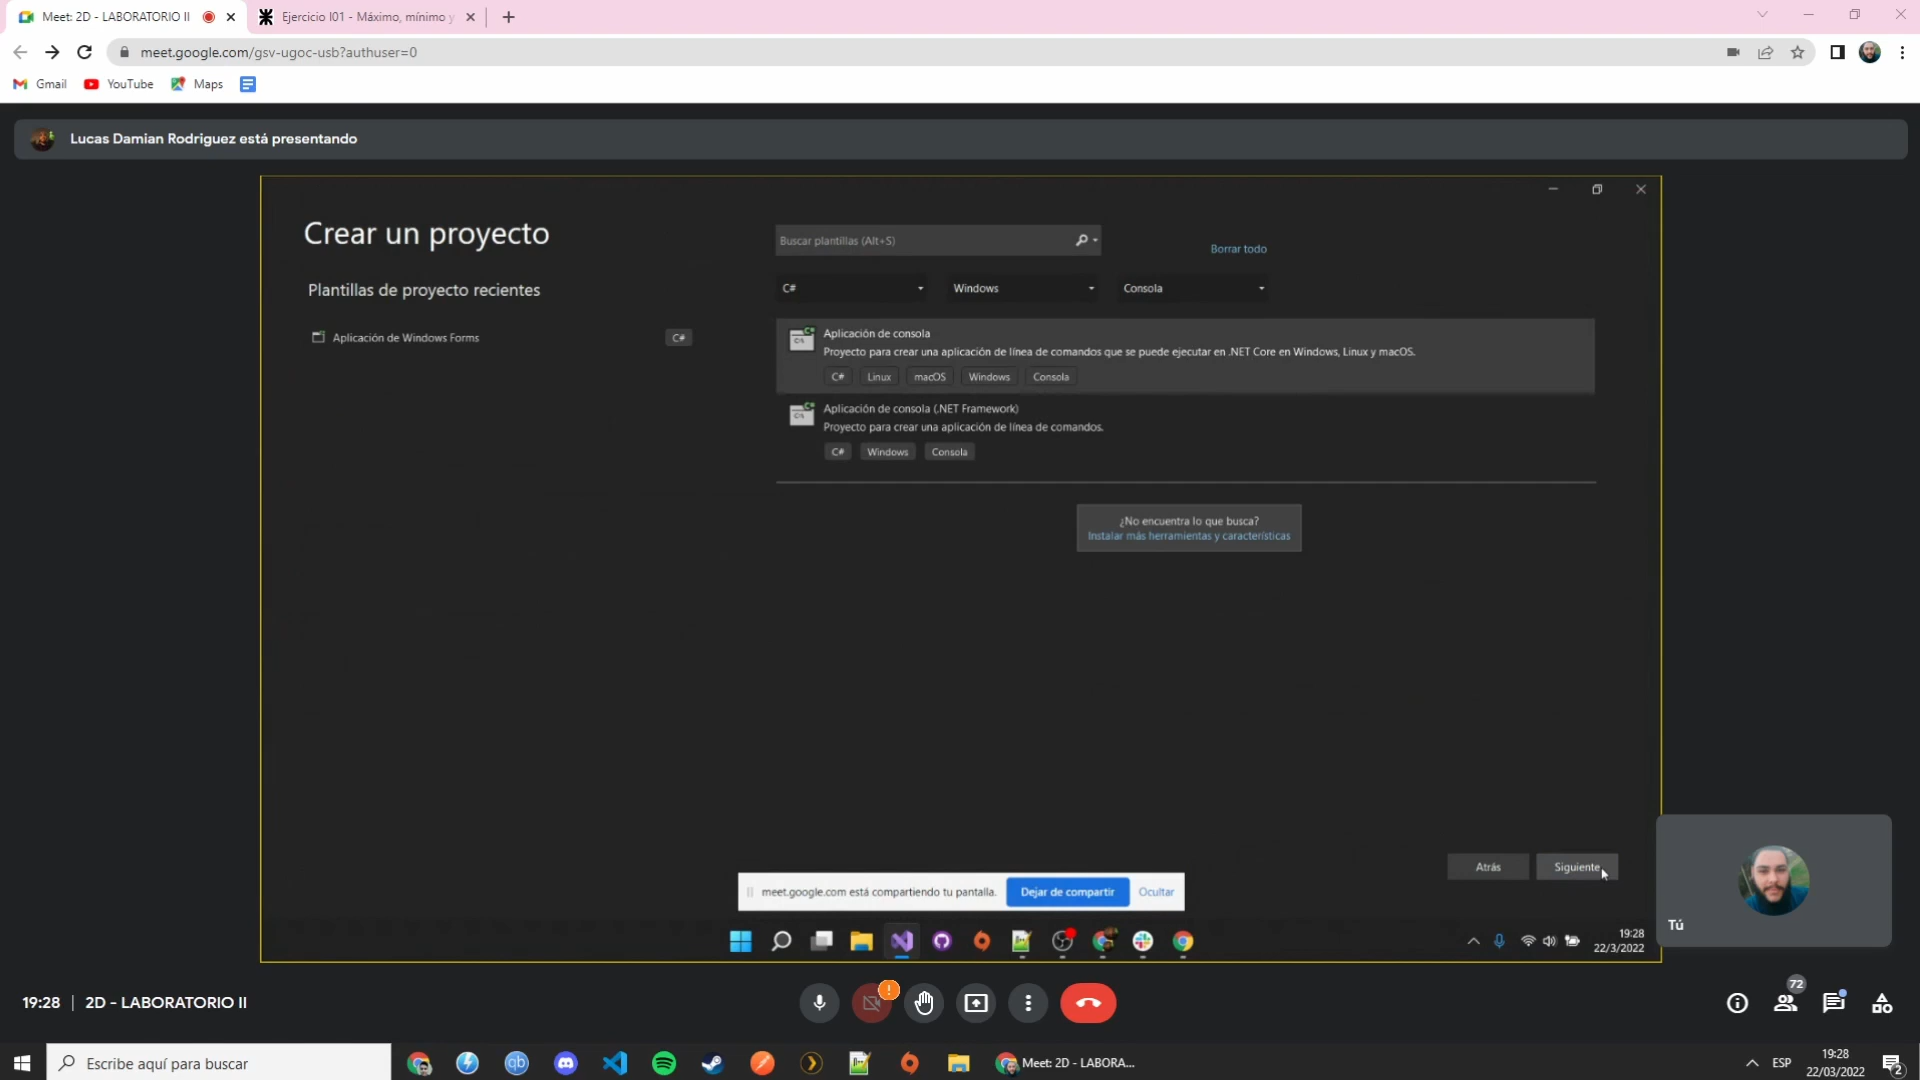 Meet: 2D - LABORATORIO II
Ejercicio I01 - Máximo, mínimo y
meet.google.com/gsv-ugoc-usb?authuser=0
Gmail
YouTube
Maps
Lucas Damian Rodriguez está presentando
Crear un proyecto
Buscar plantillas (Alt+S)
Borrar todo
Plantillas de proyecto recientes
C#
Windows
Consola
Aplicación de Windows Forms
C#
Aplicación de consola
Proyecto para crear una aplicación de línea de comandos que se puede ejecutar en .NET Core en Windows, Linux y macOS.
C#
Linux
macOS
Windows
Consola
Aplicación de consola (.NET Framework)
Proyecto para crear una aplicación de línea de comandos.
C#
Windows
Consola
¿No encuentra lo que busca?
Instalar más herramientas y características
Atrás
Siguiente
meet.google.com está compartiendo tu pantalla.
Dejar de compartir
Ocultar
19:28
22/3/2022
Tú
19:28 | 2D - LABORATORIO II
72
Escribe aquí para buscar
Meet: 2D - LABORA...
ESP
19:28
22/03/2022
2